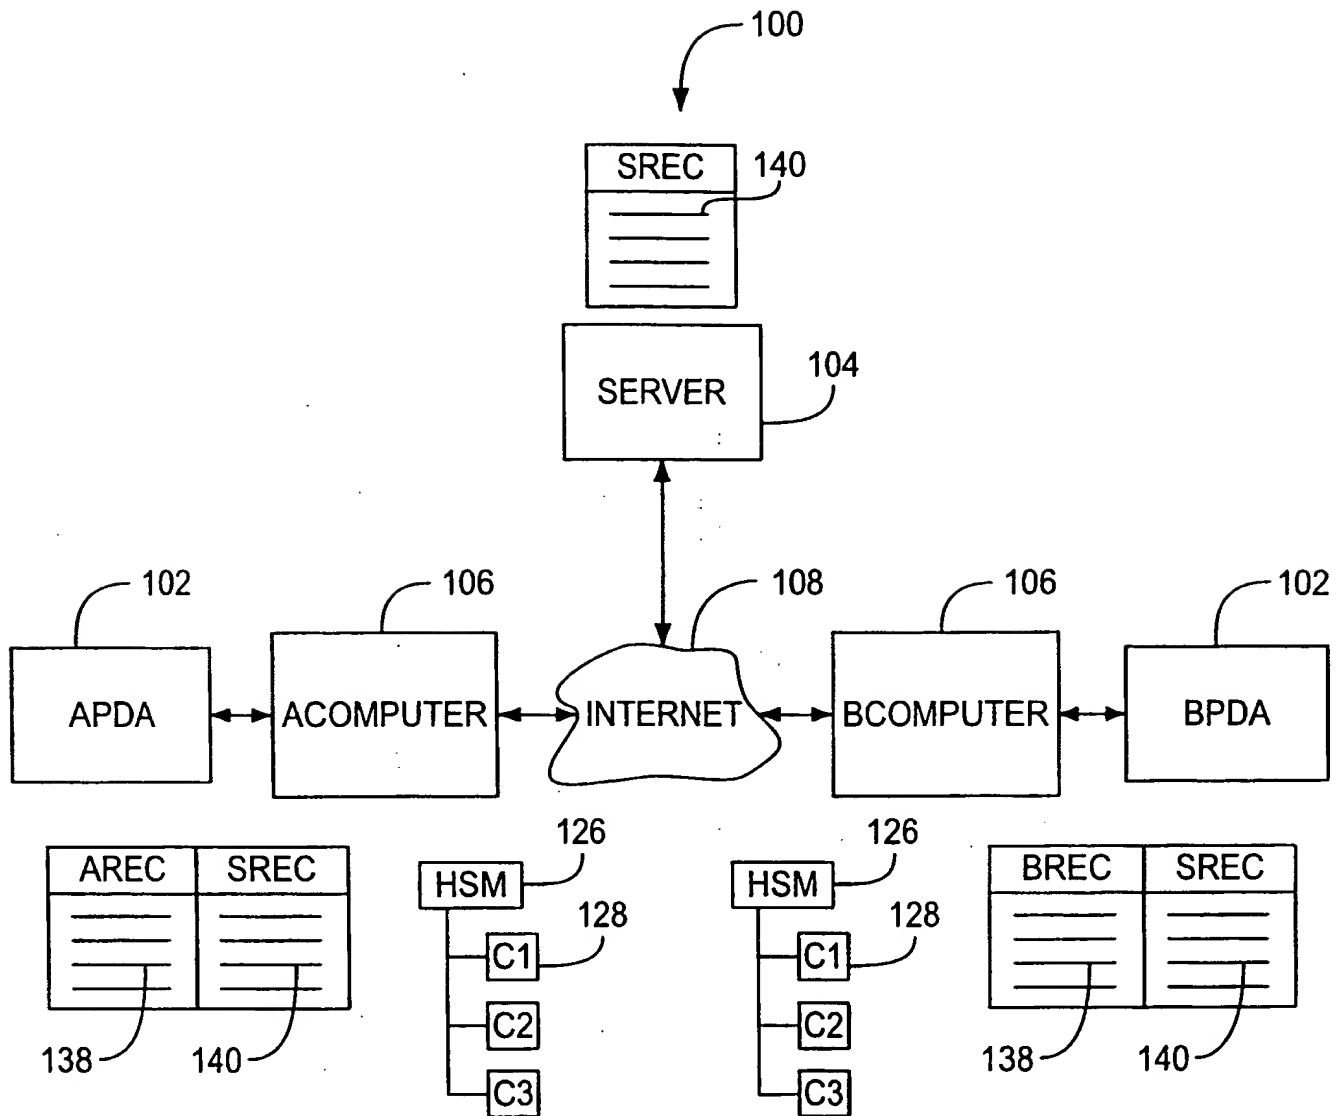 100
SREC
140
SERVER
104
102
106
108
106
102
APDA
ACOMPUTER
INTERNET
BCOMPUTER
BPDA
AREC SREC
HSM
126
HSM
126
BREC SREC
C1
128
C1
128
C2
C2
138
140
138
140
C3
C3